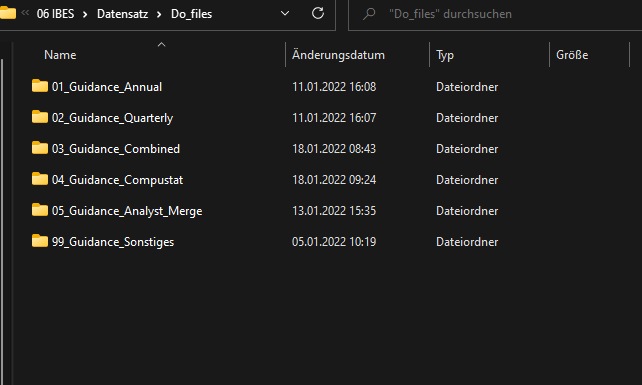 « 06 IBES › Datensatz › Do_files "Do_files" durchsuchen
Name Änderungsdatum Typ Größe
01_Guidance_Annual 11.01.2022 16:08 Dateiordner
02_Guidance_Quarterly 11.01.2022 16:07 Dateiordner
03_Guidance_Combined 18.01.2022 08:43 Dateiordner
04_Guidance_Compustat 18.01.2022 09:24 Dateiordner
05_Guidance_Analyst_Merge 13.01.2022 15:35 Dateiordner
99_Guidance_Sonstiges 05.01.2022 10:19 Dateiordner